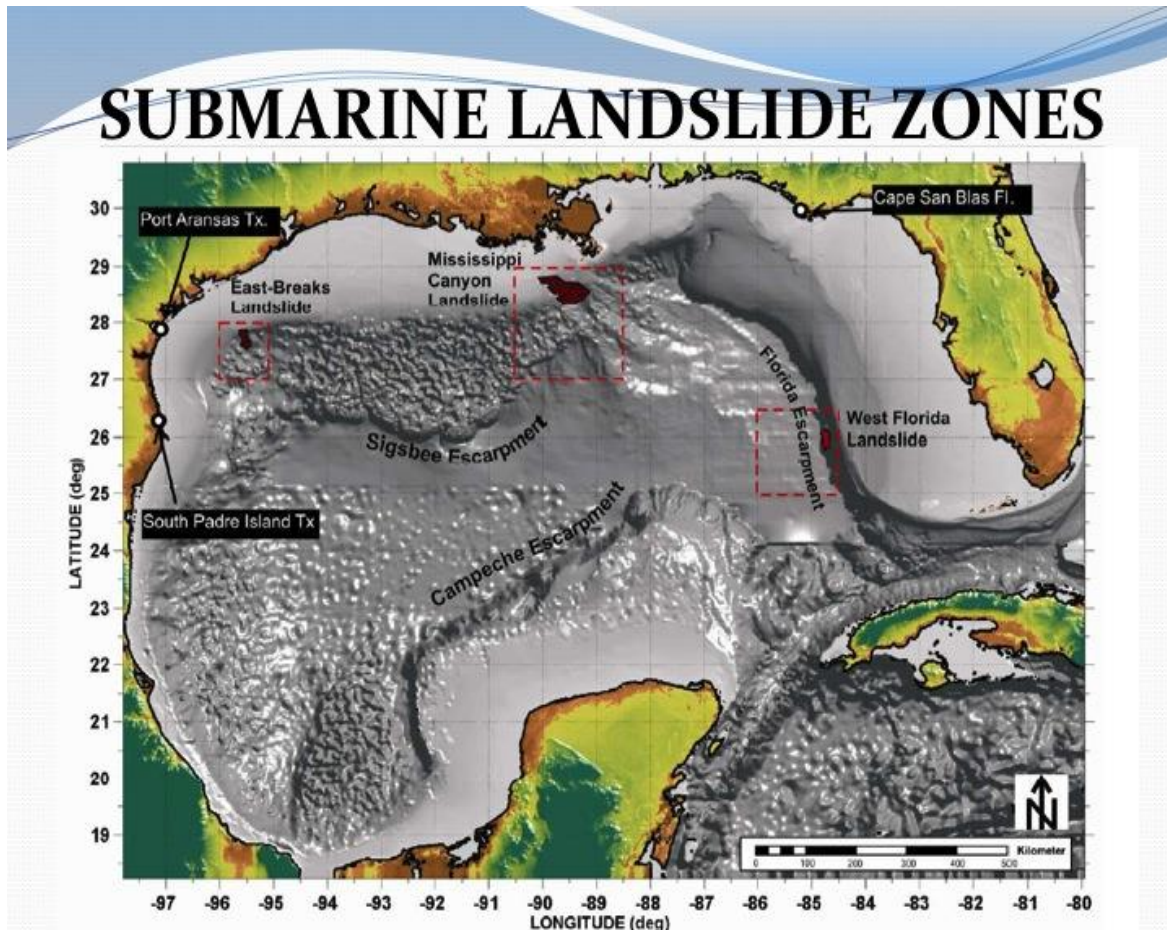 SUBMARINE LANDSLIDE ZONES
30
29
28
27
26
25
24
23
22
21
20
19
LATITUDE (deg)
Port Aransas Tx.
Cape San Blas Fl.
East-Breaks
Landslide
Mississippi
Canyon
Landslide
Florida Escarpment
West Florida
Landslide
Sigsbee Escarpment
South Padre Island Tx
Campeche Escarpment
N
Kilometer
0 50 100 200 300 400 500
-97 -96 -95 -94 -93 -92 -91 -90 -89 -88 -87 -86 -85 -84 -83 -82 -81 -80
LONGITUDE (deg)